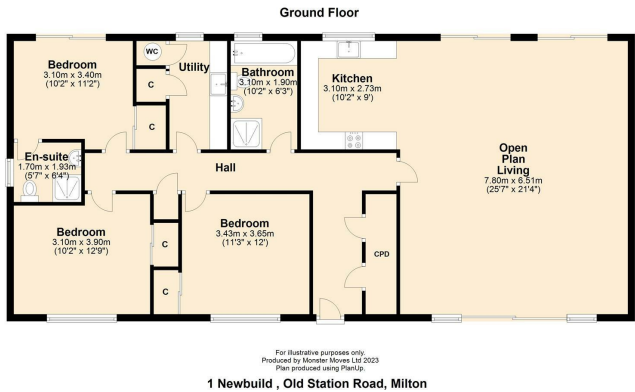 Ground Floor
Bedroom
3.10m x 3.40m
(10'2" x 11'2")
WC
Utility
C
C
Bathroom
3.10m x 1.90m
(10'2" x 6'3")
Kitchen
3.10m x 2.73m
(10'2" x 9')
En-suite
1.70m x 1.93m
(5'7" x 6'4")
Hall
Open
Plan
Living
7.80m x 6.51m
(25'7" x 21'4")
Bedroom
3.10m x 3.90m
(10'2" x 12'9")
C
C
Bedroom
3.43m x 3.65m
(11'3" x 12')
CPD
For illustrative purposes only.
Produced by Monster Moves Ltd 2023
Plan produced using PlanUp.
1 Newbuild , Old Station Road, Milton